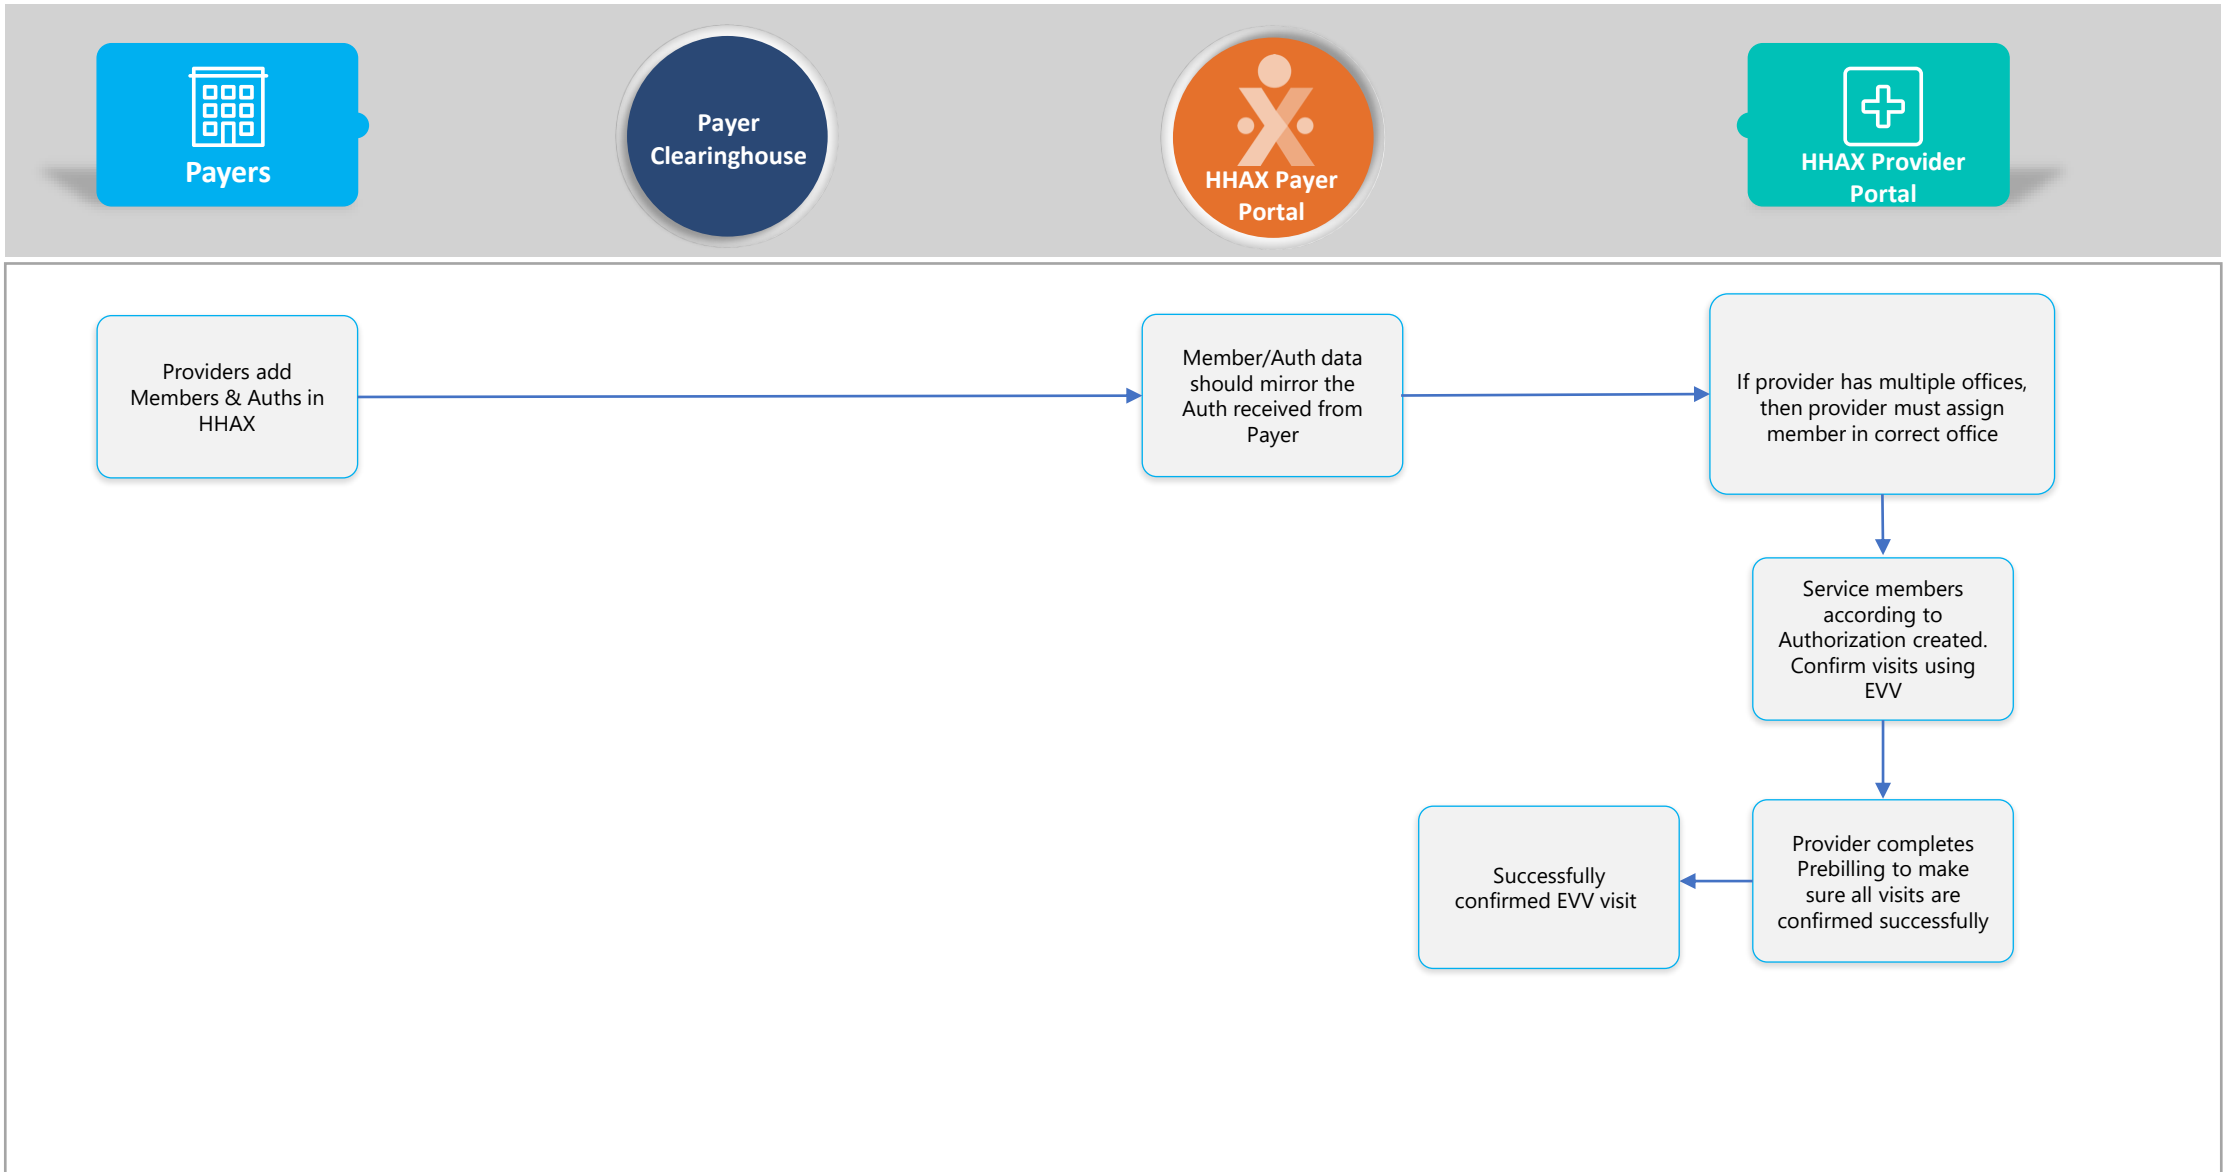 Payers
Payer
Clearinghouse
HHAX Payer
Portal
HHAX Provider
Portal
Providers add
Members & Auths in
HHAX
Member/Auth data
should mirror the
Auth received from
Payer
If provider has multiple offices,
then provider must assign
member in correct office
Service members
according to
Authorization created.
Confirm visits using
EVV
Provider completes
Prebilling to make
sure all visits are
confirmed successfully
Successfully
confirmed EVV visit